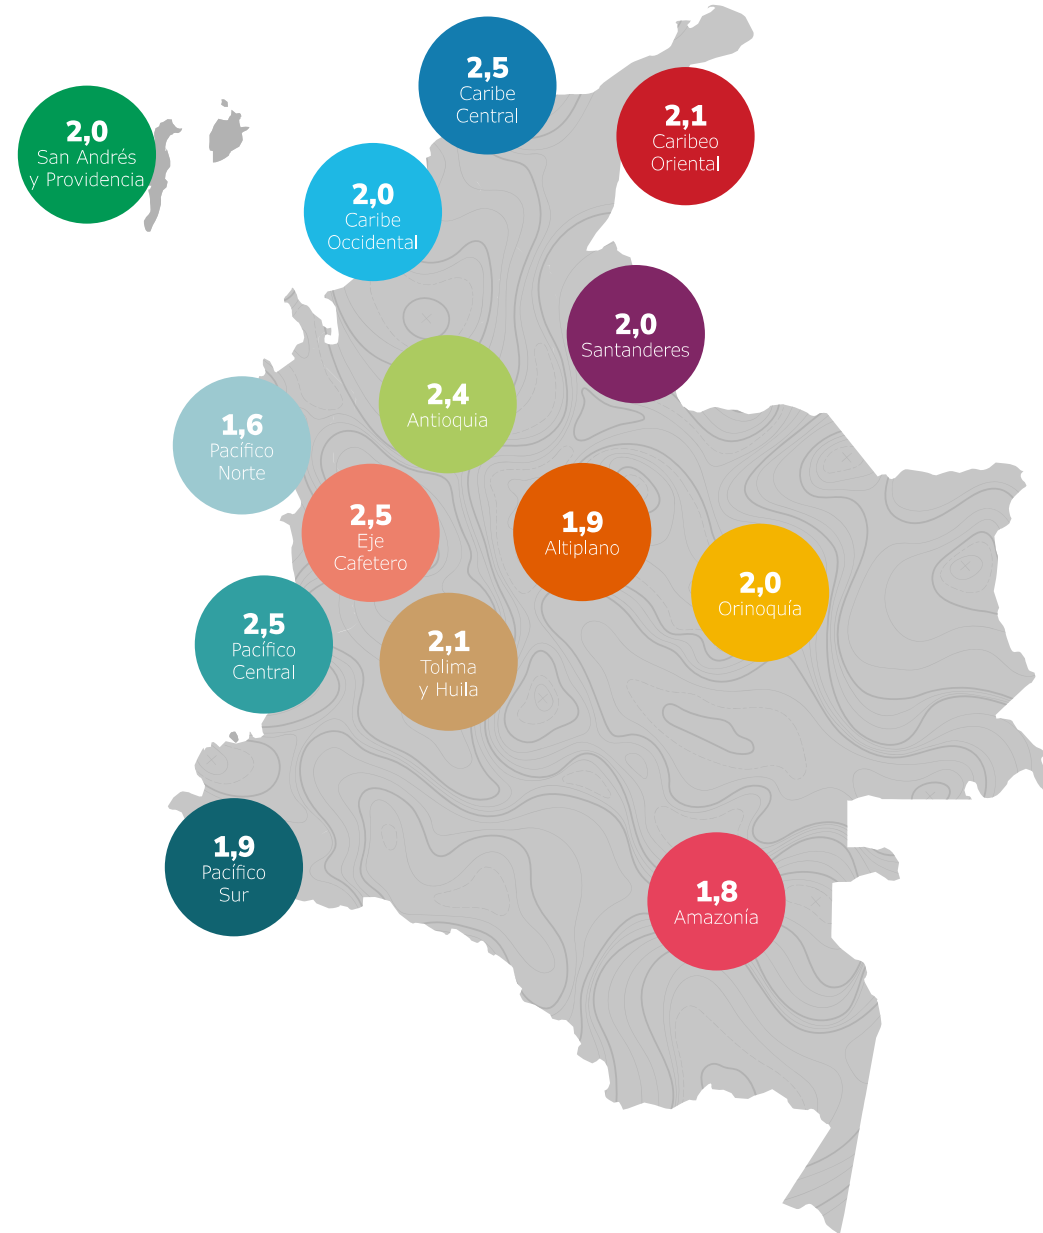 2,5
Caribe
Central
2,1
Caribeo
Oriental
2,0
San Andrés
y Providencia
2,0
Caribe
Occidental
2,0
Santanderes
2,4
Antioquia
1,6
Pacífico
Norte
2,5
Eje
Cafetero
1,9
Altiplano
2,0
Orinoquía
2,5
Pacífico
Central
2,1
Tolima
y Huila
1,9
Pacífico
Sur
1,8
Amazonía